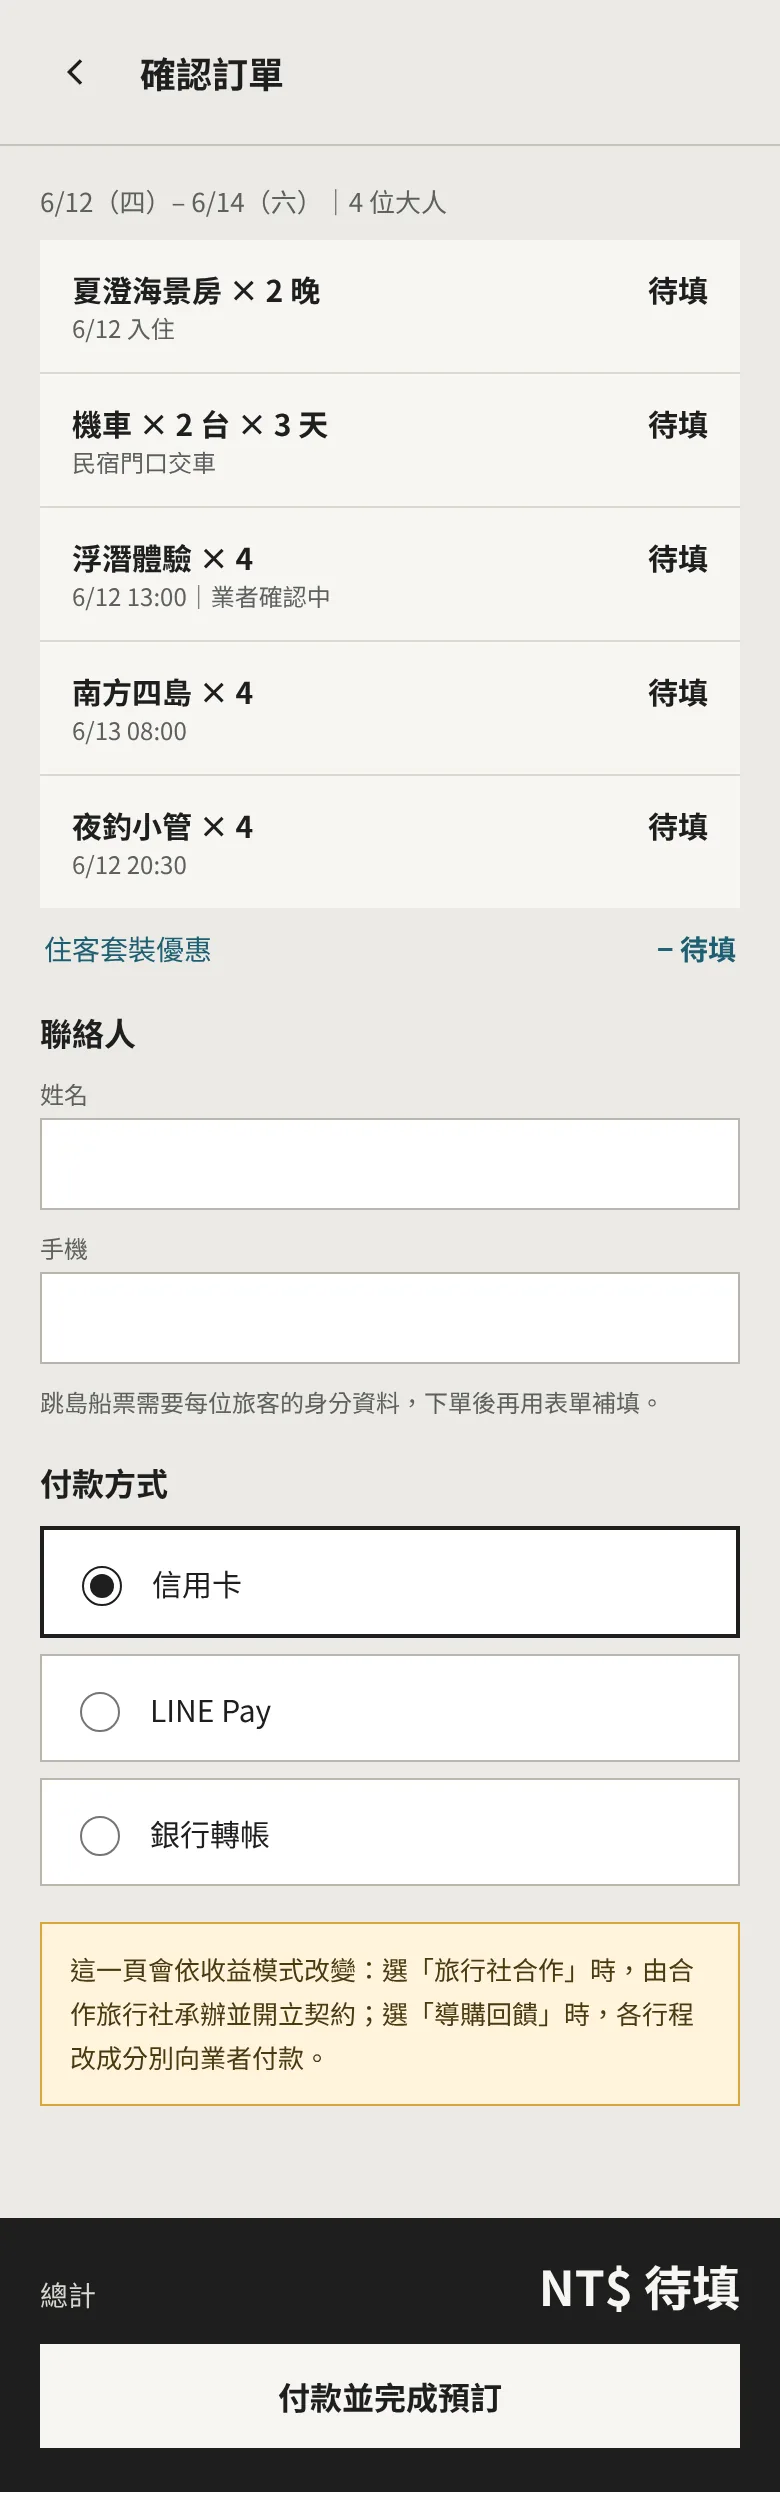 確認訂單
6/12（四）– 6/14（六）｜4 位大人
夏澄海景房 × 2 晚 待填
6/12 入住
機車 × 2 台 × 3 天 待填
民宿門口交車
浮潛體驗 × 4 待填
6/12 13:00｜業者確認中
南方四島 × 4 待填
6/13 08:00
夜釣小管 × 4 待填
6/12 20:30
住客套裝優惠 − 待填
聯絡人
姓名
手機
跳島船票需要每位旅客的身分資料，下單後再用表單補填。
付款方式
信用卡
LINE Pay
銀行轉帳
這一頁會依收益模式改變：選「旅行社合作」時，由合
作旅行社承辦並開立契約；選「導購回饋」時，各行程
改成分別向業者付款。
總計 NT$ 待填
付款並完成預訂